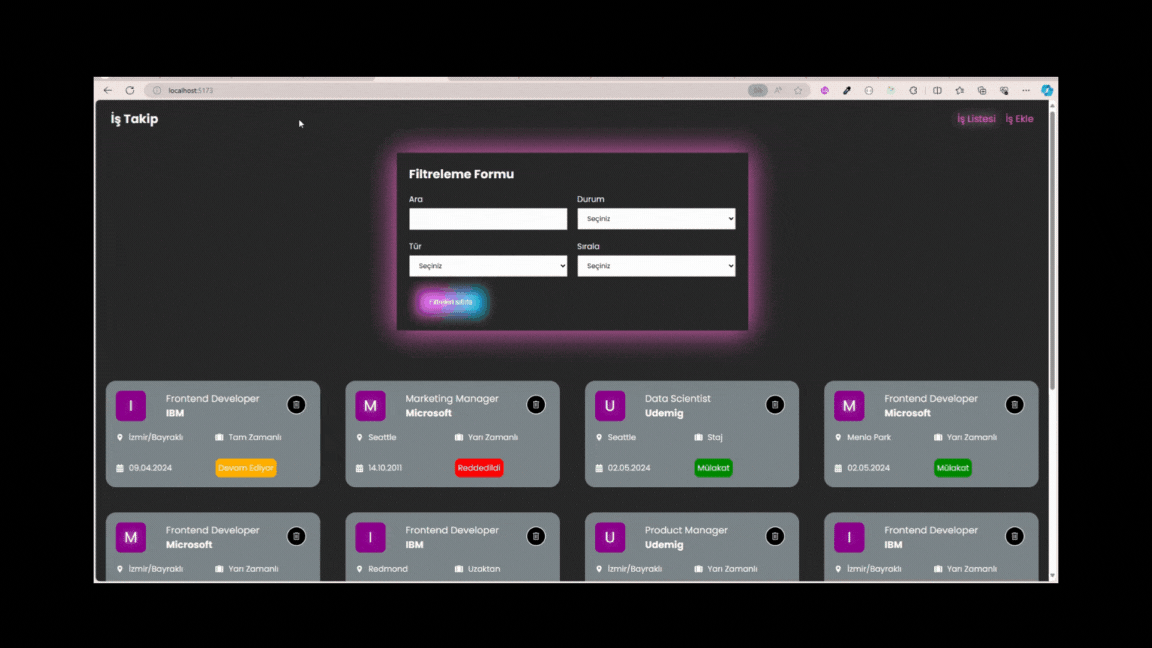 localhost:5173
İş Takip
İş Listesi İş Ekle
Filtreleme Formu
Ara Durum
Seçiniz
Tür Sırala
Seçiniz Seçiniz
Filtreleri Sıfırla
I Frontend Developer
IBM
İzmir/Bayraklı Tam Zamanlı
09.04.2024 Devam Ediyor
M Marketing Manager
Microsoft
Seattle Yarı Zamanlı
14.10.2011 Reddedildi
U Data Scientist
Udemig
Seattle Staj
02.05.2024 Mülakat
M Frontend Developer
Microsoft
Menlo Park Yarı Zamanlı
02.05.2024 Mülakat
M Frontend Developer
Microsoft
İzmir/Bayraklı Yarı Zamanlı
I Frontend Developer
IBM
Redmond Uzaktan
U Product Manager
Udemig
İzmir/Bayraklı Yarı Zamanlı
I Frontend Developer
IBM
İzmir/Bayraklı Yarı Zamanlı